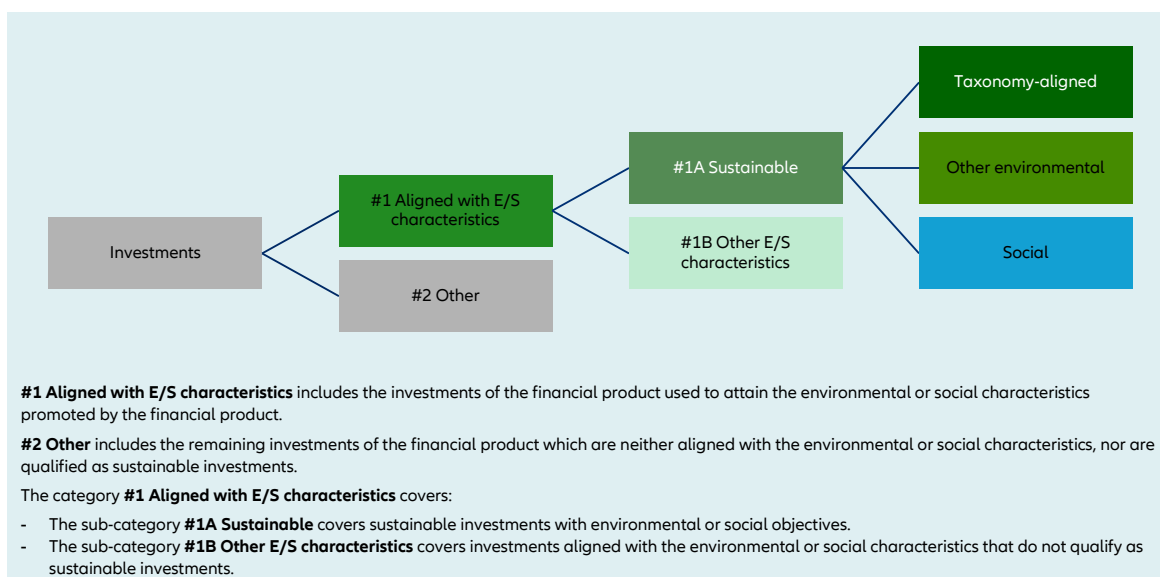 Taxonomy-aligned
#1A Sustainable
Other environmental
#1 Aligned with E/S
characteristics
#1B Other E/S
characteristics
Investments
Social
#2 Other
#1 Aligned with E/S characteristics includes the investments of the financial product used to attain the environmental or social characteristics
promoted by the financial product.
#2 Other includes the remaining investments of the financial product which are neither aligned with the environmental or social characteristics, nor are
qualified as sustainable investments.
The category #1 Aligned with E/S characteristics covers:
- The sub-category #1A Sustainable covers sustainable investments with environmental or social objectives.
- The sub-category #1B Other E/S characteristics covers investments aligned with the environmental or social characteristics that do not qualify as
sustainable investments.